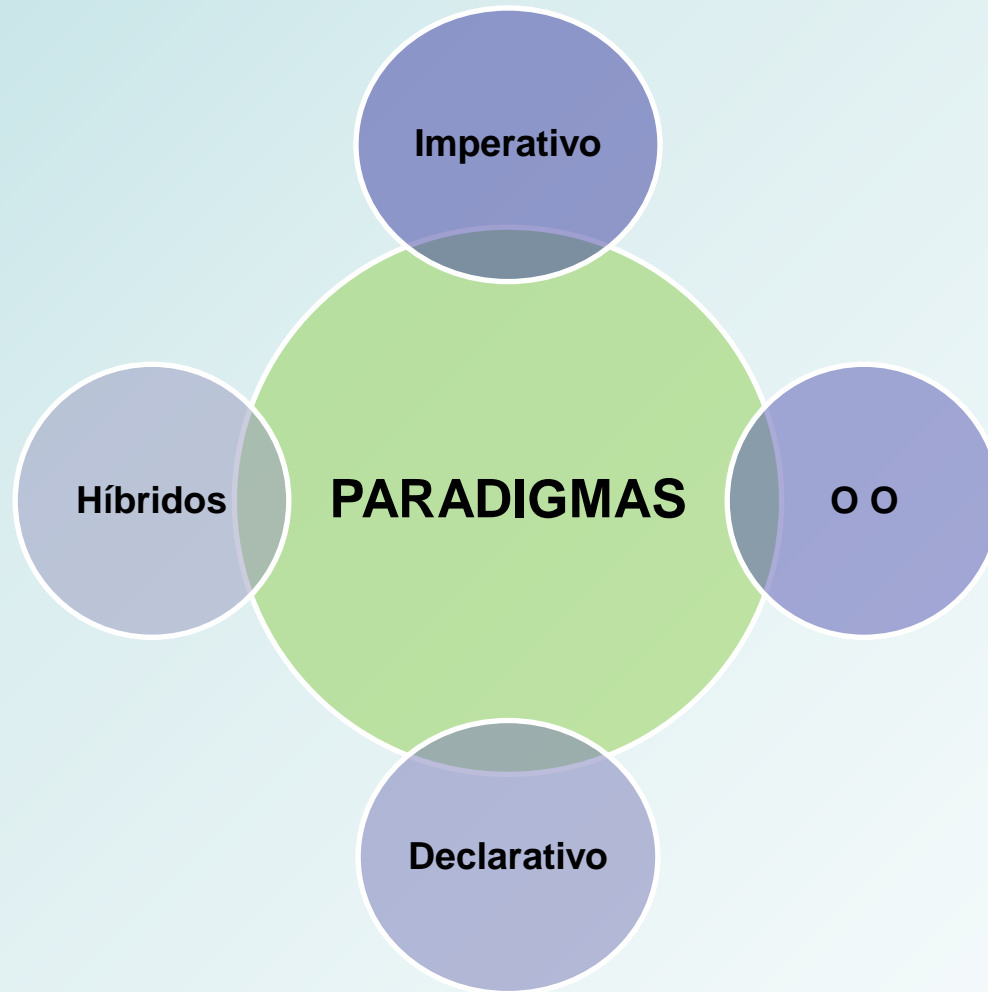 Imperativo
Híbridos
PARADIGMAS
O O
Declarativo